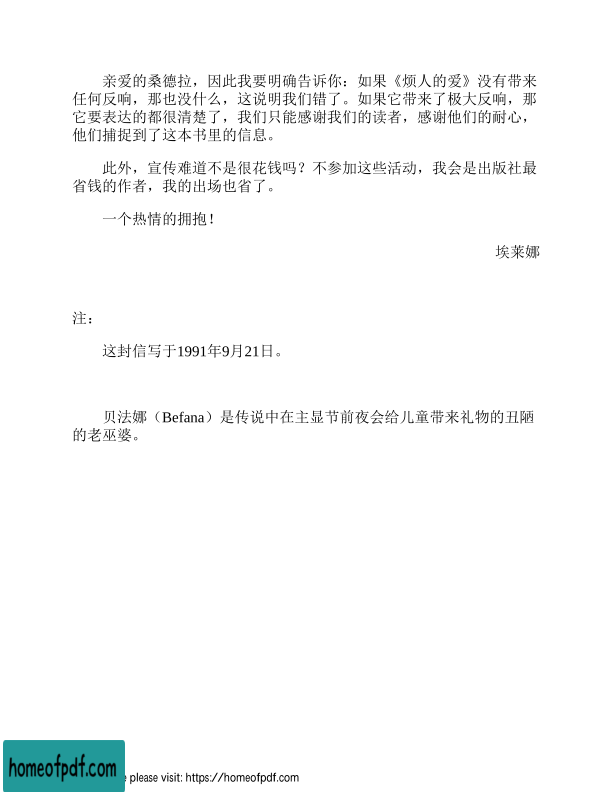 亲爱的桑德拉，因此我要明确告诉你：如果《烦人的爱》没有带来
任何反响，那也没什么，这说明我们错了。如果它带来了极大反响，那
它要表达的都很清楚了，我们只能感谢我们的读者，感谢他们的耐心，
他们捕捉到了这本书里的信息。
此外，宣传难道不是很花钱吗？不参加这些活动，我会是出版社最
省钱的作者，我的出场也省了。
一个热情的拥抱！
埃莱娜
注：
这封信写于1991年9月21日。
贝法娜（Befana）是传说中在主显节前夜会给儿童带来礼物的丑陋
的老巫婆。
homeofpdf.com
please visit: https://homeofpdf.com